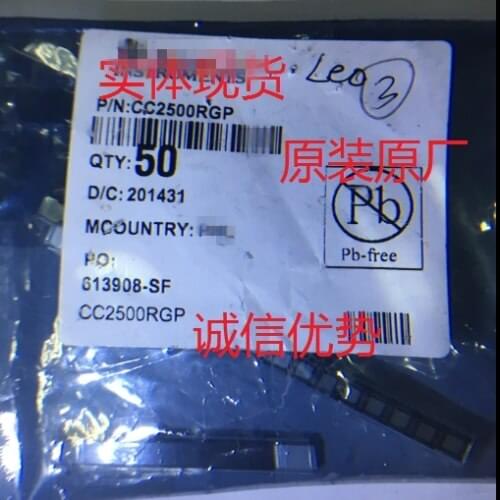 实体现货
INSTRUMENTS
Leo 3
P/N:CC2500RGP
QTY: 50
原装原厂
D/C: 201431
Pb
MCOUNTRY:
Pb-free
PO:
613908-SF
CC2500RGP
诚信优势